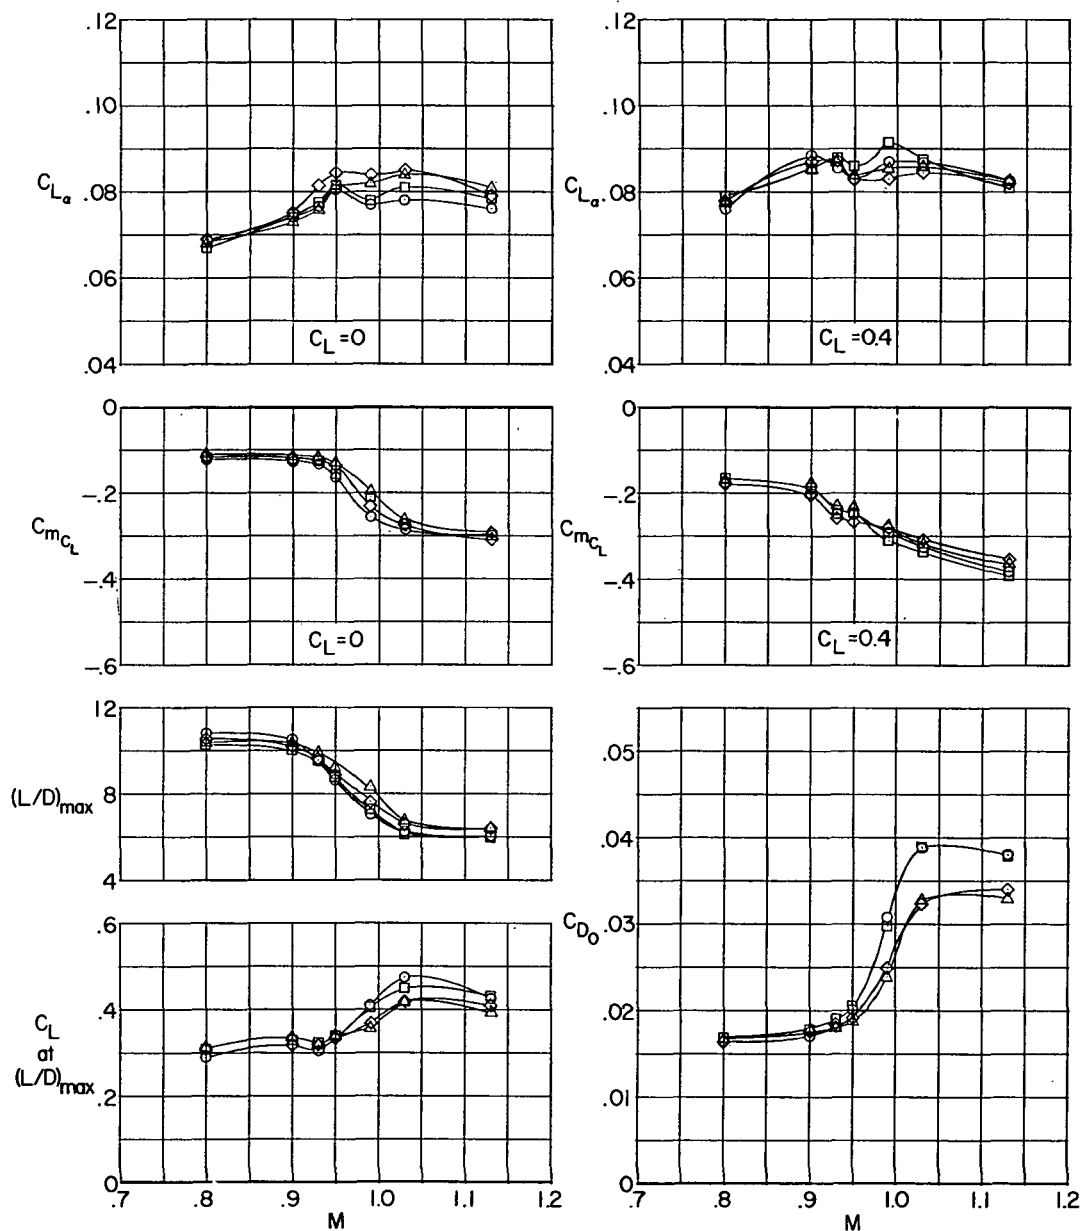 .12
.10
C_Lα .08
.06
.04
C_L=0
.12
.10
C_Lα .08
.06
.04
C_L=0.4
0
-.2
C_mC_L
-.4
-.6
C_L=0
0
-.2
C_mC_L
-.4
-.6
C_L=0.4
12
(L/D)max 8
4
.6
C_L
at
(L/D)max
.4
.2
0
.7 .8 .9 1.0 1.1 1.2
M
.05
.04
C_D0 .03
.02
.01
0
.7 .8 .9 1.0 1.1 1.2
M